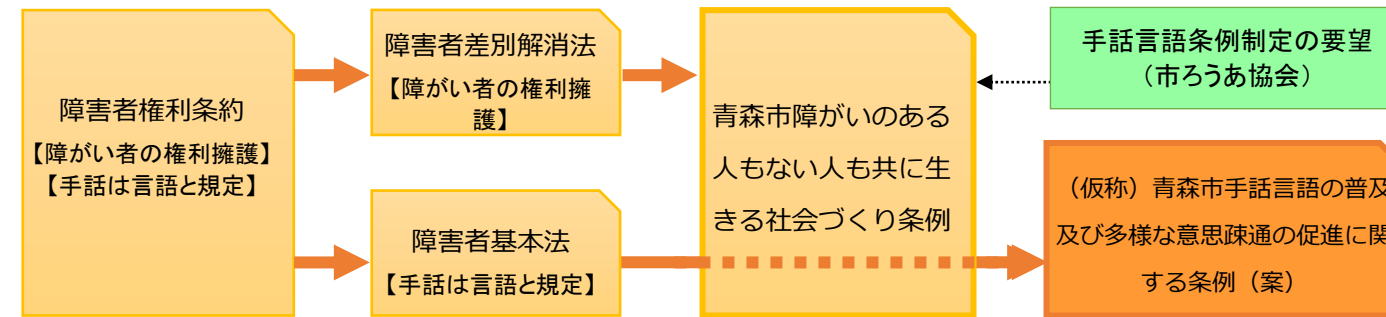 障害者権利条約
【障がい者の権利擁護】
【手話は言語と規定】
障害者差別解消法
【障がい者の権利擁
護】
障害者基本法
【手話は言語と規定】
青森市障がいのある
人もない人も共に生
きる社会づくり条例
手話言語条例制定の要望
（市ろうあ協会）
（仮称）青森市手話言語の普及
及び多様な意思疎通の促進に関
する条例（案）